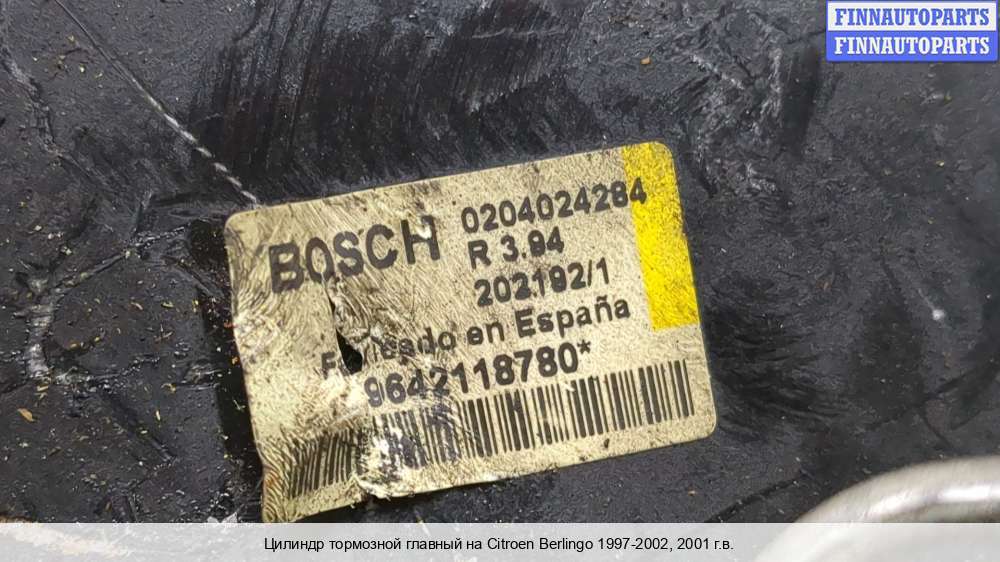 FINNAUTOPARTS
FINNAUTOPARTS
BOSCH 0204024284
R 3.94
202192/1
en España
*9642118780*
Цилиндр тормозной главный на Citroen Berlingo 1997-2002, 2001 г.в.